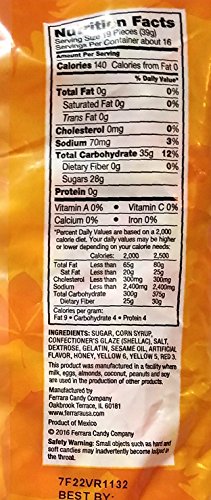 Nutrition Facts
Serving Size 19 Pieces (39g)
Servings Per Container about 16
Amount Per Serving
Calories 140 Calories from Fat 0
% Daily Value*
Total Fat 0g 0%
Saturated Fat 0g 0%
Trans Fat 0g
Cholesterol 0mg 0%
Sodium 70mg 3%
Total Carbohydrate 35g 12%
Dietary Fiber 0g 0%
Sugars 28g
Protein 0g
Vitamin A 0% • Vitamin C 0%
Calcium 0% • Iron 0%
*Percent Daily Values are based on a 2,000
calorie diet. Your daily values may be higher
or lower depending on your calorie needs:
Calories: 2,000 2,500
Total Fat Less than 65g 80g
Sat Fat Less than 20g 25g
Cholesterol Less than 300mg 300mg
Sodium Less than 2,400mg 2,400mg
Total Carbohydrate 300g 375g
Dietary Fiber 25g 30g
Calories per gram:
Fat 9 • Carbohydrate 4 • Protein 4
INGREDIENTS: SUGAR, CORN SYRUP,
CONFECTIONER'S GLAZE (SHELLAC), SALT,
DEXTROSE, GELATIN, SESAME OIL, ARTIFICIAL
FLAVOR, HONEY, YELLOW 6, YELLOW 5, RED 3.
This product was manufactured in a facility where
milk, eggs, almonds, coconut, peanuts and soy
are used in the production of other products.
Manufactured by
Ferrara Candy Company
Oakbrook Terrace, IL 60181
www.ferrarausa.com
Product of Mexico
© 2016 Ferrara Candy Company
Safety Warning: Small objects such as hard and
soft candies may inadvertently become lodged in
the throat.
7F22VR1132
BEST BY: